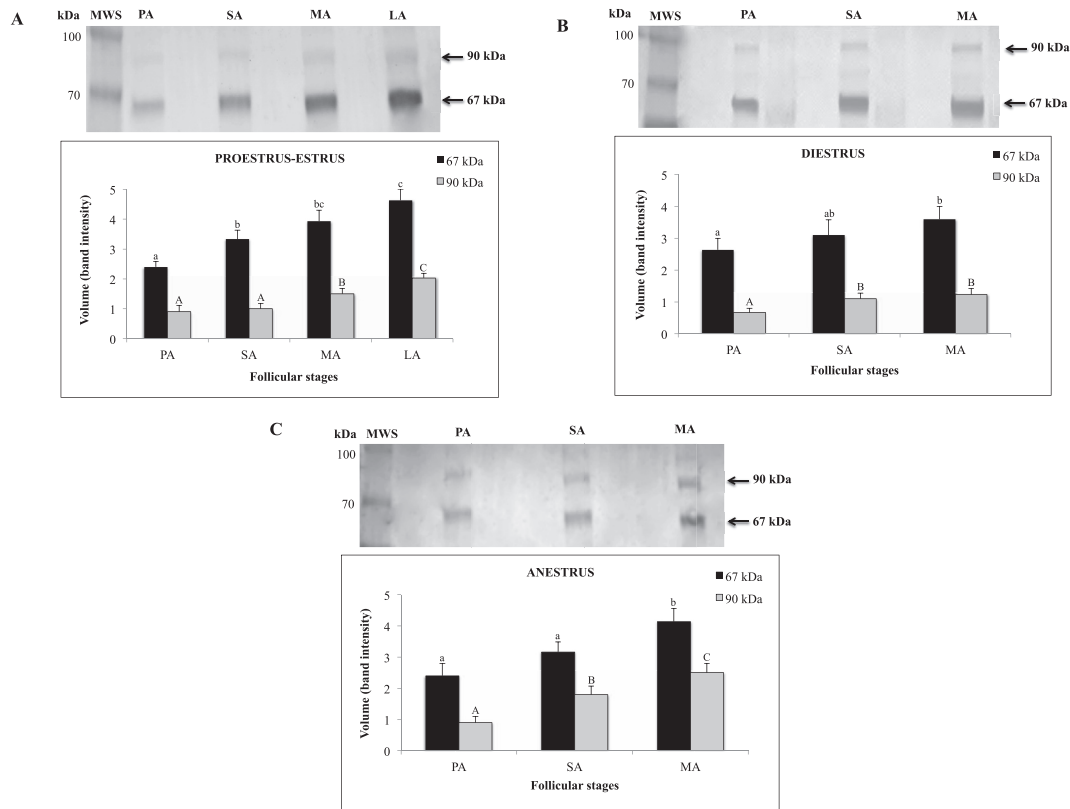 A
kDa MWS PA SA MA LA
100
90 kDa
70
67 kDa
PROESTRUS-ESTRUS
67 kDa
90 kDa
Volume (band intensity)
5
4
3
2
1
0
a b bc c
A A B C
PA SA MA LA
Follicular stages
B
kDa MWS PA SA MA
100
90 kDa
70
67 kDa
DIESTRUS
67 kDa
90 kDa
Volume (band intensity)
5
4
3
2
1
0
a ab b
A B B
PA SA MA
Follicular stages
C
kDa MWS PA SA MA
100
90 kDa
70
67 kDa
ANESTRUS
67 kDa
90 kDa
Volume (band intensity)
5
4
3
2
1
0
a a b
A B C
PA SA MA
Follicular stages